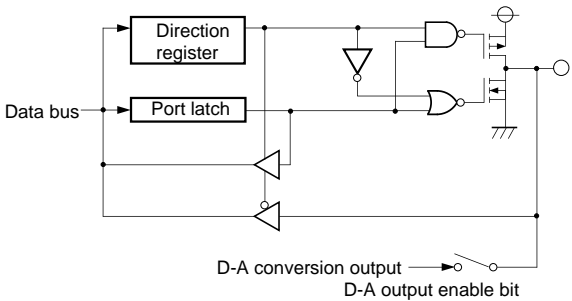 Direction
register
Data bus
Port latch
D-A conversion output
D-A output enable bit